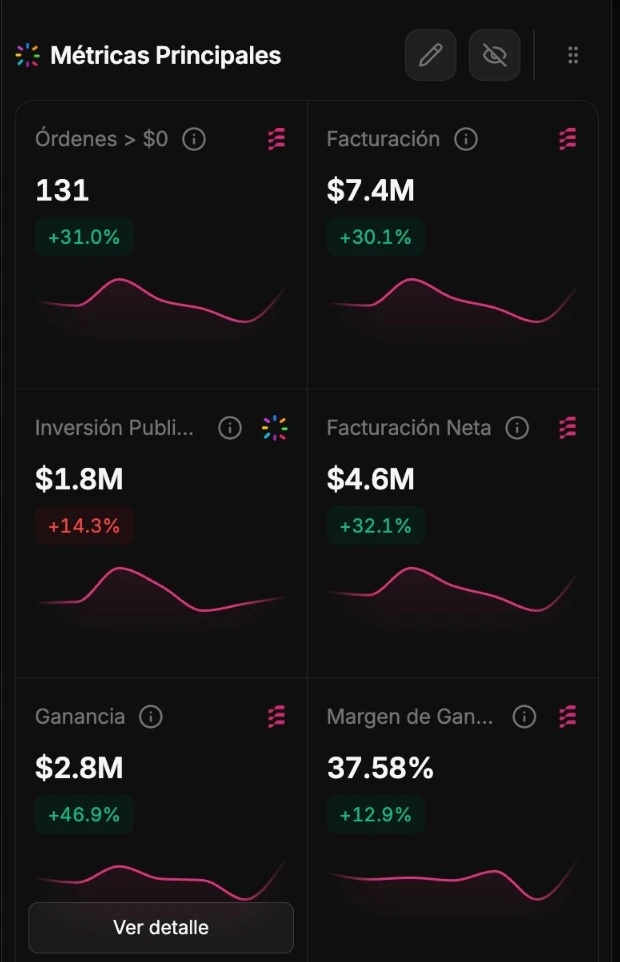 Métricas Principales
Órdenes > $0
131
+31.0%
Facturación
$7.4M
+30.1%
Inversión Publi...
$1.8M
+14.3%
Facturación Neta
$4.6M
+32.1%
Ganancia
$2.8M
+46.9%
Margen de Gan...
37.58%
+12.9%
Ver detalle